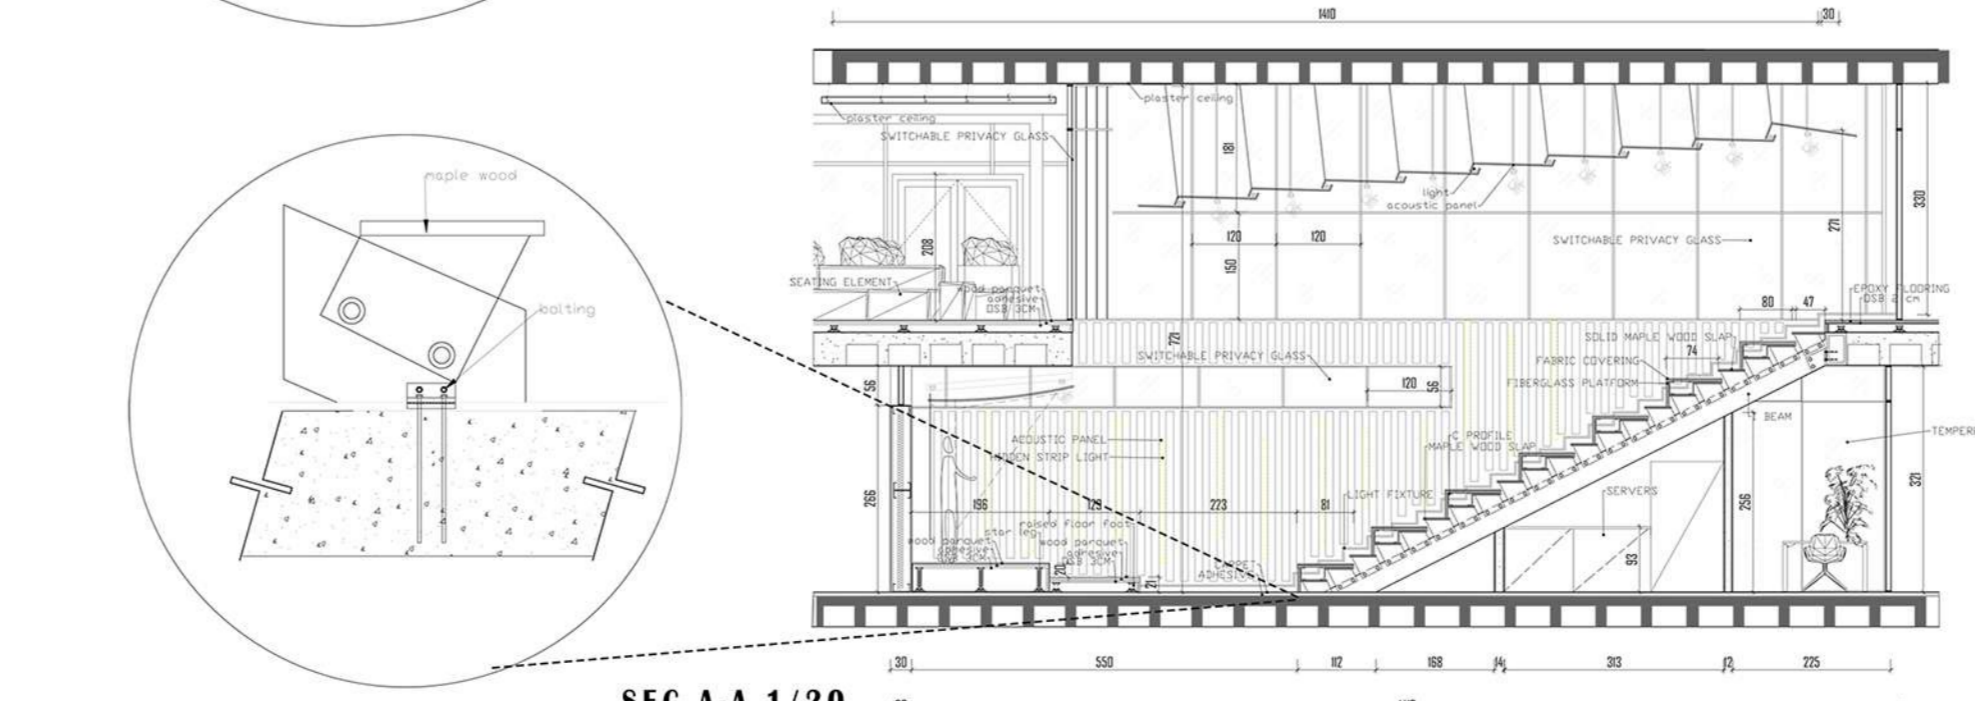 1410
30
plaster ceiling
plaster ceiling
SWITCHABLE PRIVACY GLASS
181
maple wood
light
acoustic panel
330
271
208
120
120
SWITCHABLE PRIVACY GLASS
150
SEATING ELEMENT
wood parquet
adhesive
OSB 3CM
EPOXY FLOORING
OSB 2 cm
80
47
bolting
721
SOLID MAPLE WOOD SLAP
SWITCHABLE PRIVACY GLASS
74
FABRIC COVERING
FIBERGLASS PLATFORM
56
120
56
BEAM
C PROFILE
MAPLE WOOD SLAP
ACOUSTIC PANEL
HIDDEN STRIP LIGHT
266
LIGHT FIXTURE
SERVERS
256
321
196
129
223
81
raised floor foot
star leg
wood parquet
adhesive
wood parquet
adhesive
OSB 3CM
20
21
ADHESIVE
93
30
550
112
168
14
313
12
225
SEC A-A 1/20